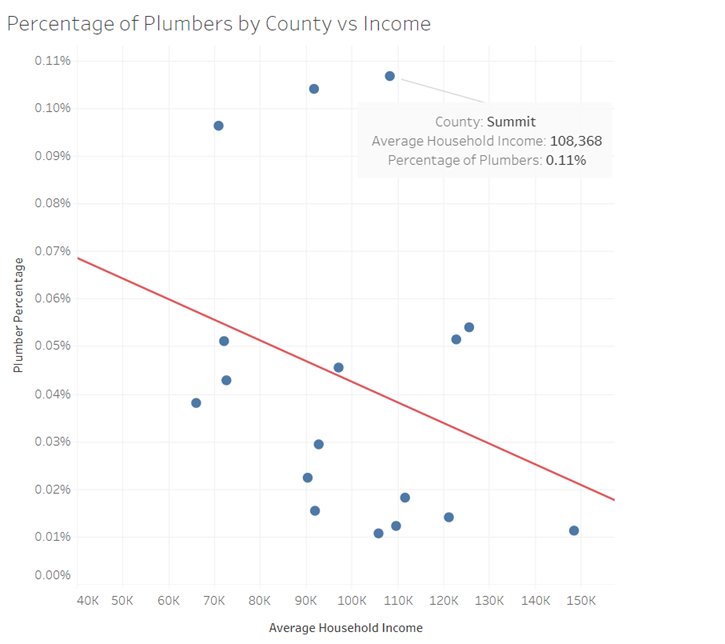 Percentage of Plumbers by County vs Income
0.11%
County: Summit
Average Household Income: 108,368
Percentage of Plumbers: 0.11%
0.10%
0.09%
0.08%
0.07%
0.06%
0.05%
0.04%
0.03%
0.02%
0.01%
0.00%
Plumber Percentage
40K 50K 60K 70K 80K 90K 100K 110K 120K 130K 140K 150K
Average Household Income